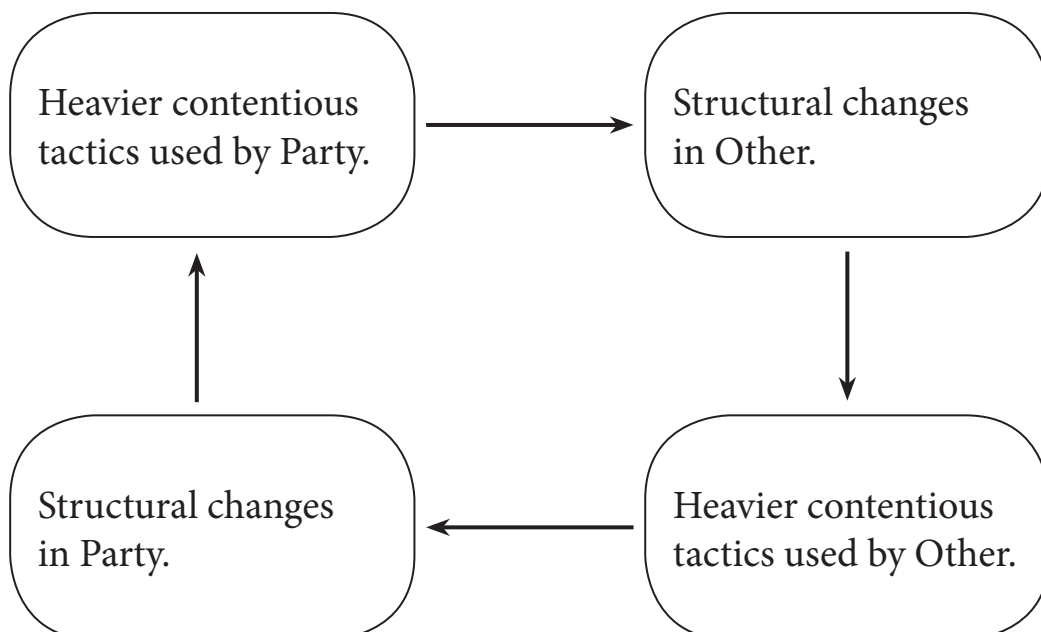 Heavier contentious
tactics used by Party.
Structural changes
in Other.
Structural changes
in Party.
Heavier contentious
tactics used by Other.